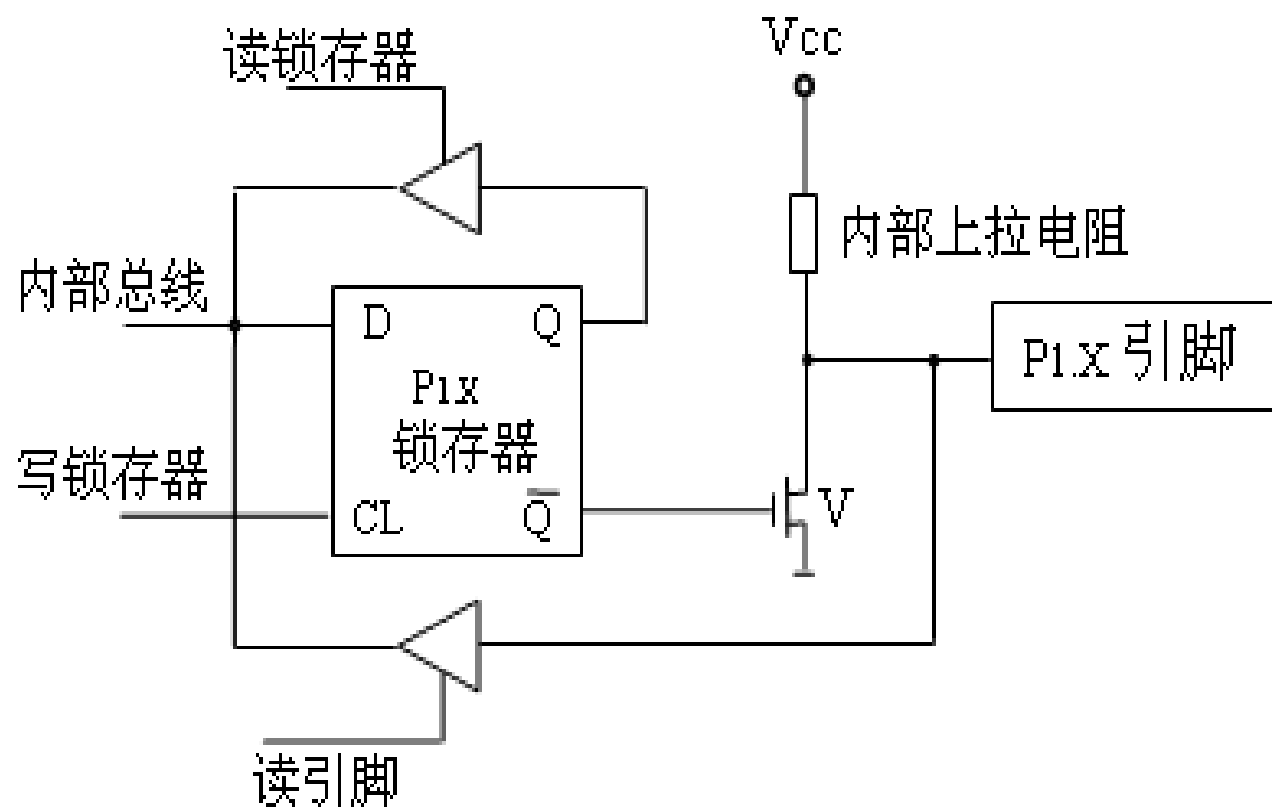 读锁存器
Vcc
内部上拉电阻
内部总线
D
Q
P1.X 引脚
P1X
锁存器
写锁存器
CL
Q̅
V
读引脚